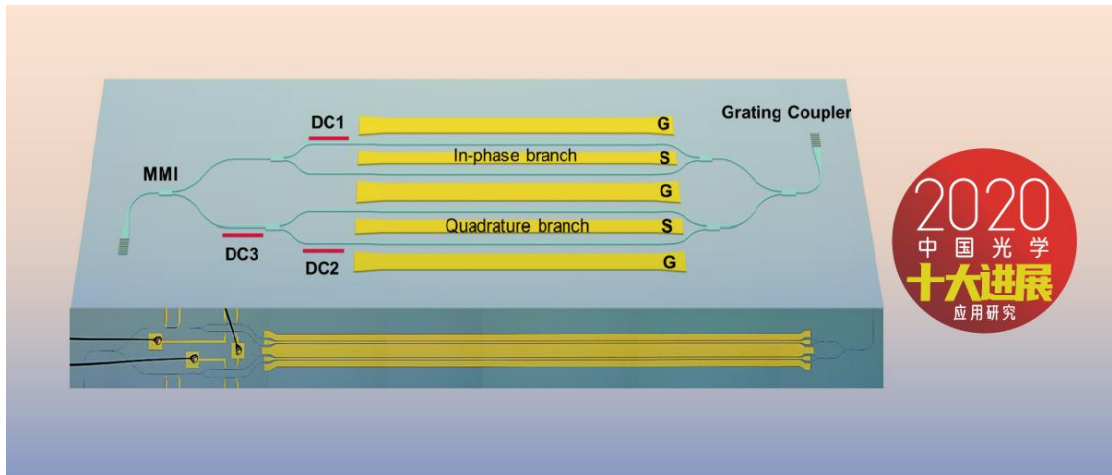 DC1
G
Grating Coupler
In-phase branch
S
MMI
G
Quadrature branch
S
DC3
DC2
G
2020
中国光学
十大进展
应用研究